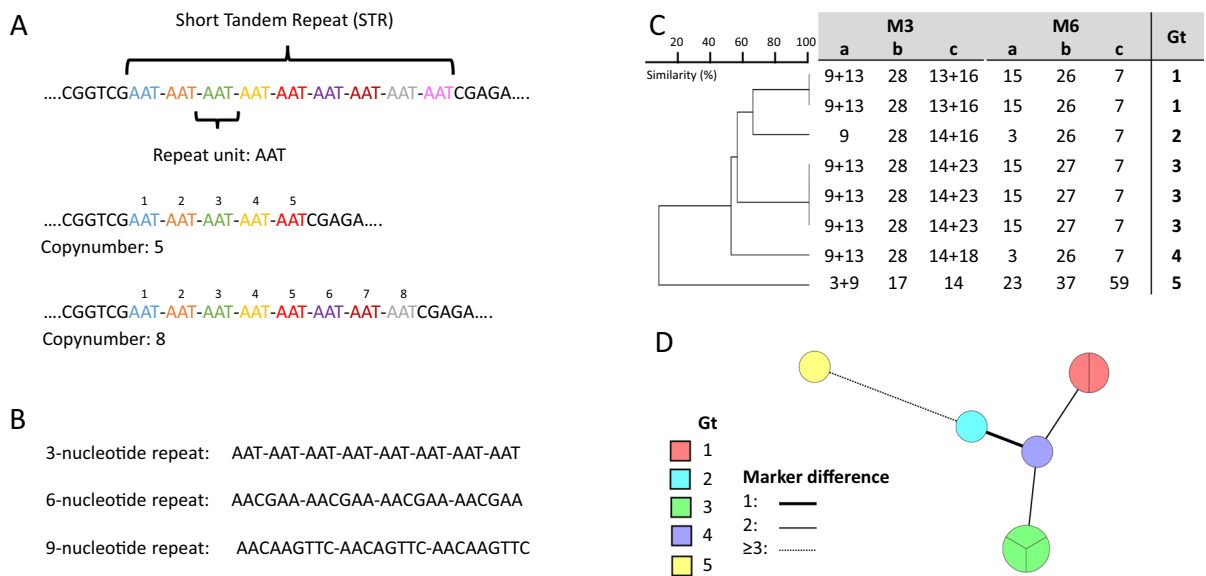 A
Short Tandem Repeat (STR)
....CGGTCGAAT-AAT-AAT-AAT-AAT-AAT-AAT-AAT-AATCGAGA....
Repeat unit: AAT
1 2 3 4 5
....CGGTCGAAT-AAT-AAT-AAT-AATCGAGA....
Copynumber: 5
1 2 3 4 5 6 7 8
....CGGTCGAAT-AAT-AAT-AAT-AAT-AAT-AAT-AATCGAGA....
Copynumber: 8
B
3-nucleotide repeat: AAT-AAT-AAT-AAT-AAT-AAT-AAT-AAT
6-nucleotide repeat: AACGAA-AACGAA-AACGAA-AACGAA
9-nucleotide repeat: AACAAGTTC-AACAGTTC-AACAAGTTC
C
20 40 60 80 100
Similarity (%)
M3 M6 Gt
a b c a b c
9+13 28 13+16 15 26 7 1
9+13 28 13+16 15 26 7 1
9 28 14+16 3 26 7 2
9+13 28 14+23 15 27 7 3
9+13 28 14+23 15 27 7 3
9+13 28 14+23 15 27 7 3
9+13 28 14+18 3 26 7 4
3+9 17 14 23 37 59 5
D
Gt
1
2
3
4
5
Marker difference
1:
2:
≥3: